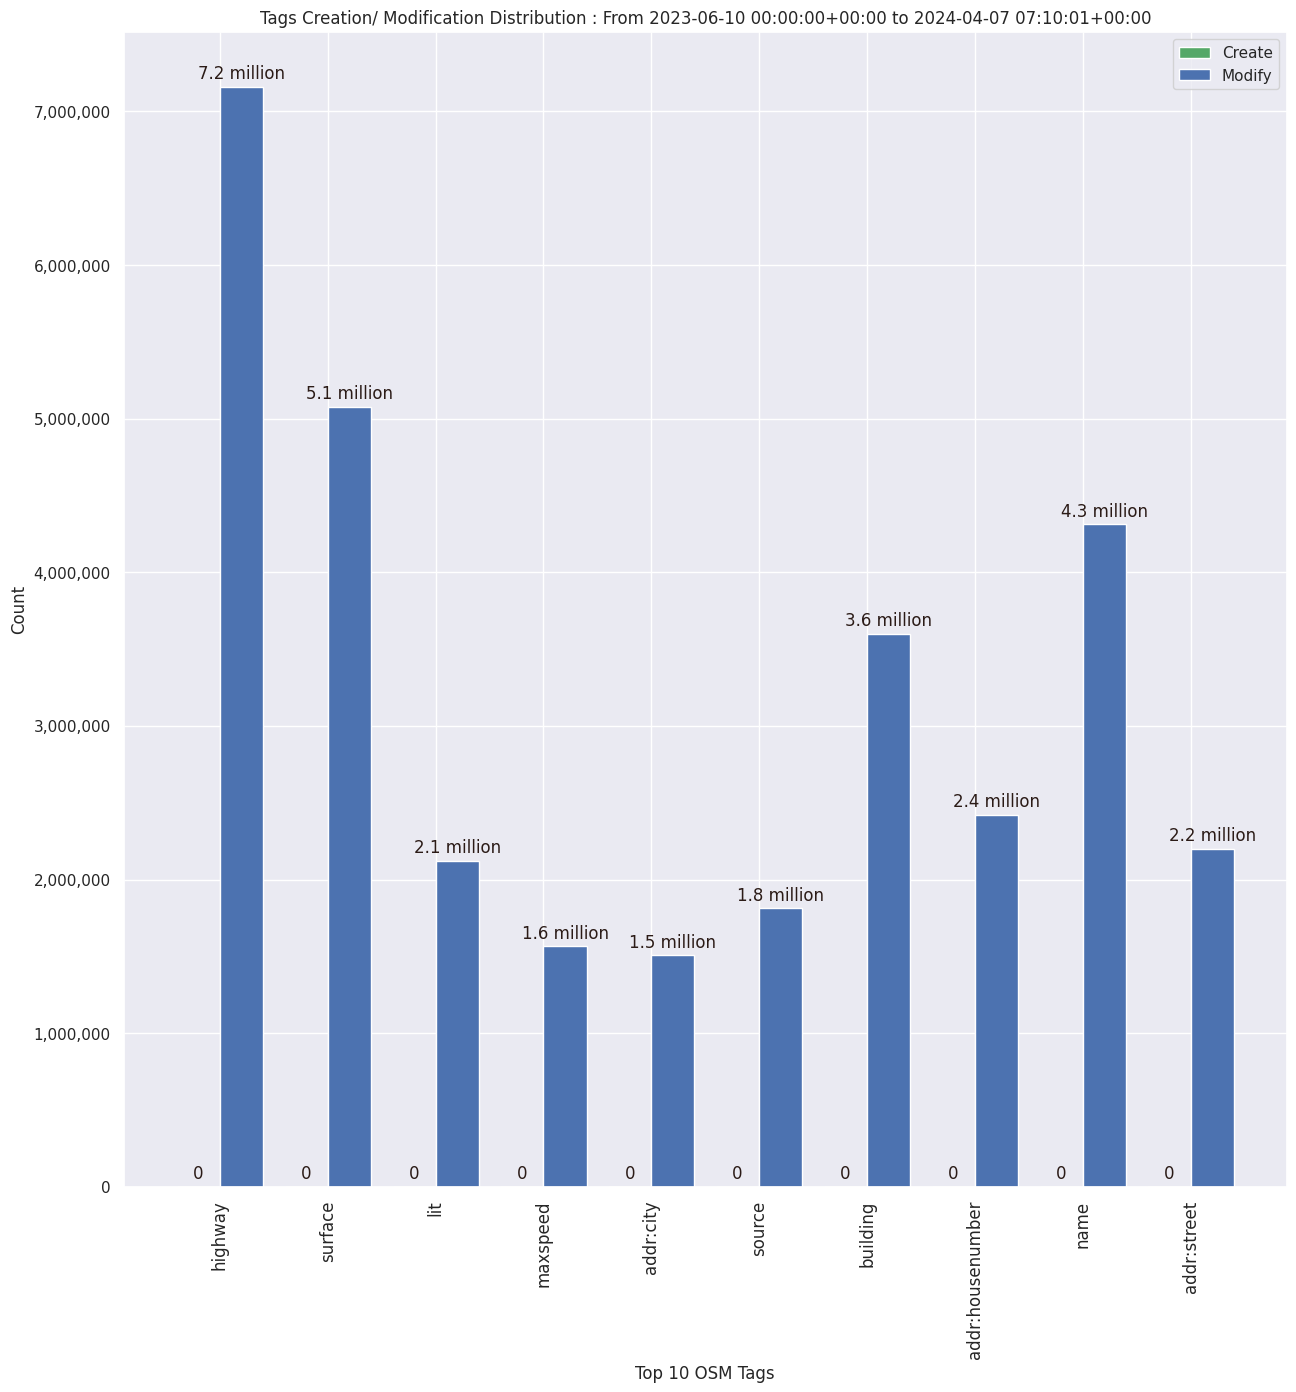 Tags Creation/ Modification Distribution : From 2023-06-10 00:00:00+00:00 to 2024-04-07 07:10:01+00:00
Create
Modify
7.2 million
5.1 million
2.1 million
1.6 million
1.5 million
1.8 million
3.6 million
2.4 million
4.3 million
2.2 million
0
0
0
0
0
0
0
0
0
0
7,000,000
6,000,000
5,000,000
4,000,000
3,000,000
2,000,000
1,000,000
0
Count
highway
surface
lit
maxspeed
addr:city
source
building
addr:housenumber
name
addr:street
Top 10 OSM Tags